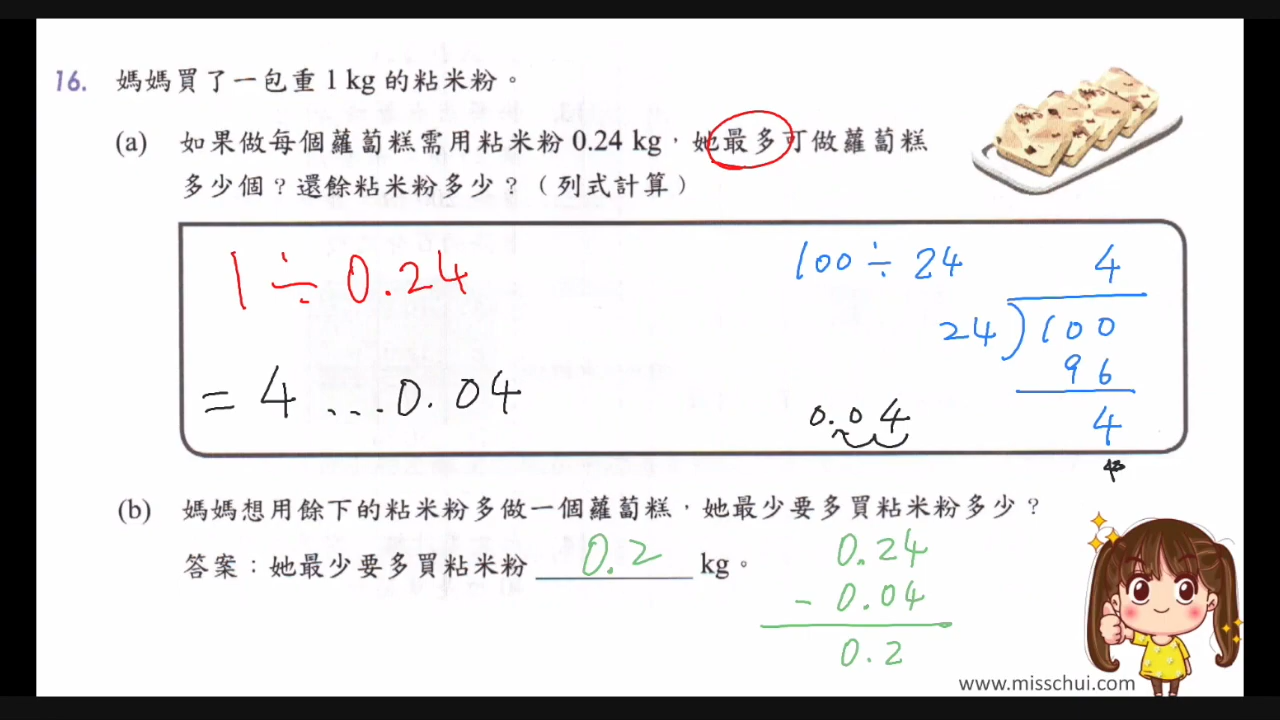 16. 媽媽買了一包重 1 kg 的粘米粉。
(a) 如果做每個蘿蔔糕需用粘米粉 0.24 kg，她最多可做蘿蔔糕
多少個？還餘粘米粉多少？（列式計算）
1 ÷ 0.24
= 4 ... 0.04
100 ÷ 24
4
24 ) 100
96
4
0.04
(b) 媽媽想用餘下的粘米粉多做一個蘿蔔糕，她最少要多買粘米粉多少？
答案：她最少要多買粘米粉 0.2 kg。
0.24
- 0.04
0.2
www.misschui.com